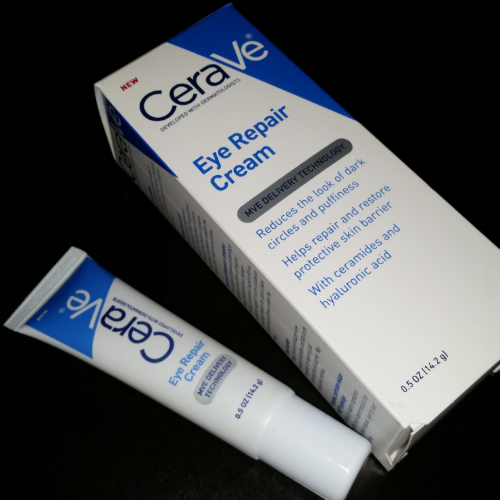 NEW
CeraVe®
DEVELOPED WITH DERMATOLOGISTS
Eye Repair
Cream
MVE DELIVERY TECHNOLOGY
Reduces the look of dark
circles and puffiness
Helps repair and restore
protective skin barrier
With ceramides and
hyaluronic acid
0.5 OZ (14.2 g)
CeraVe®
DEVELOPED WITH DERMATOLOGISTS
Eye Repair
Cream
MVE DELIVERY
TECHNOLOGY
0.5 OZ (14.2 g)